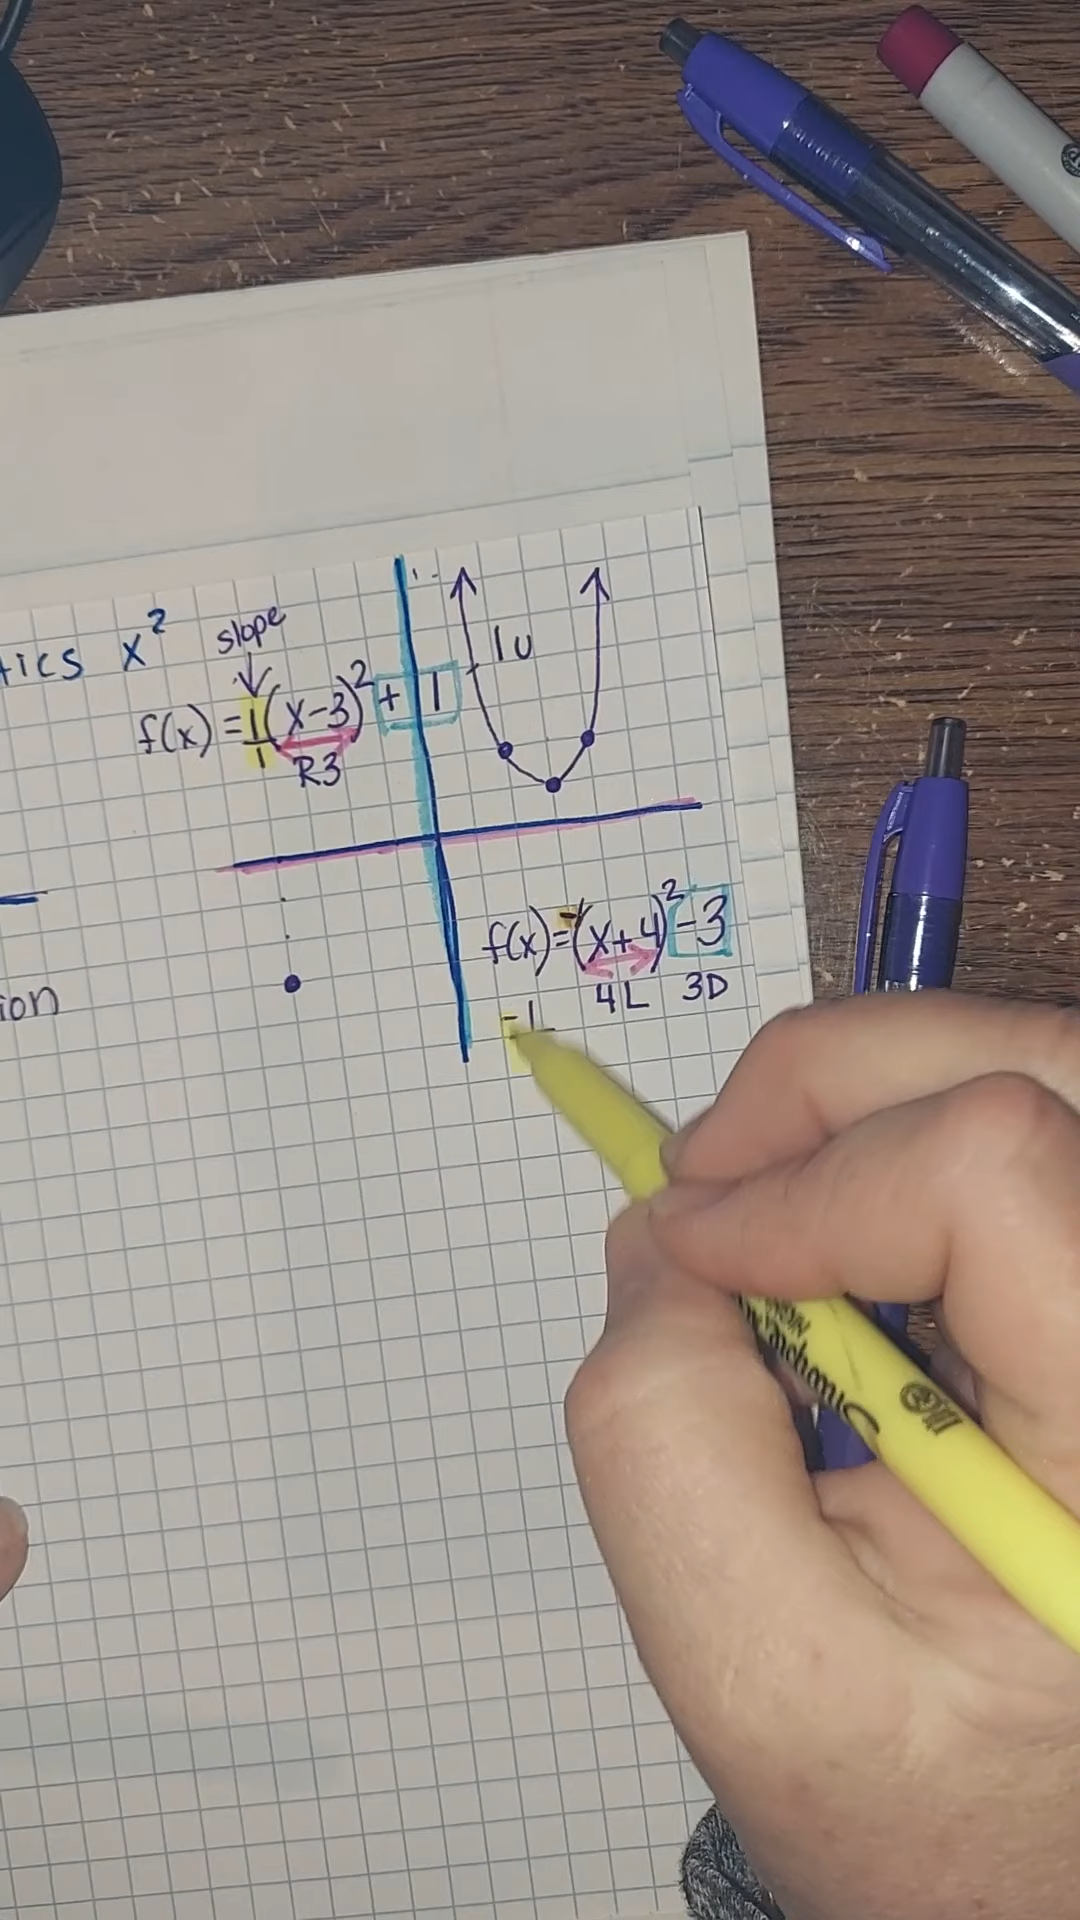 tics x²
slope
f(x) = 1/1 (x-3)² + 1
R3
1U
f(x)=-(x+4)²-3
4L 3D
ion
-1